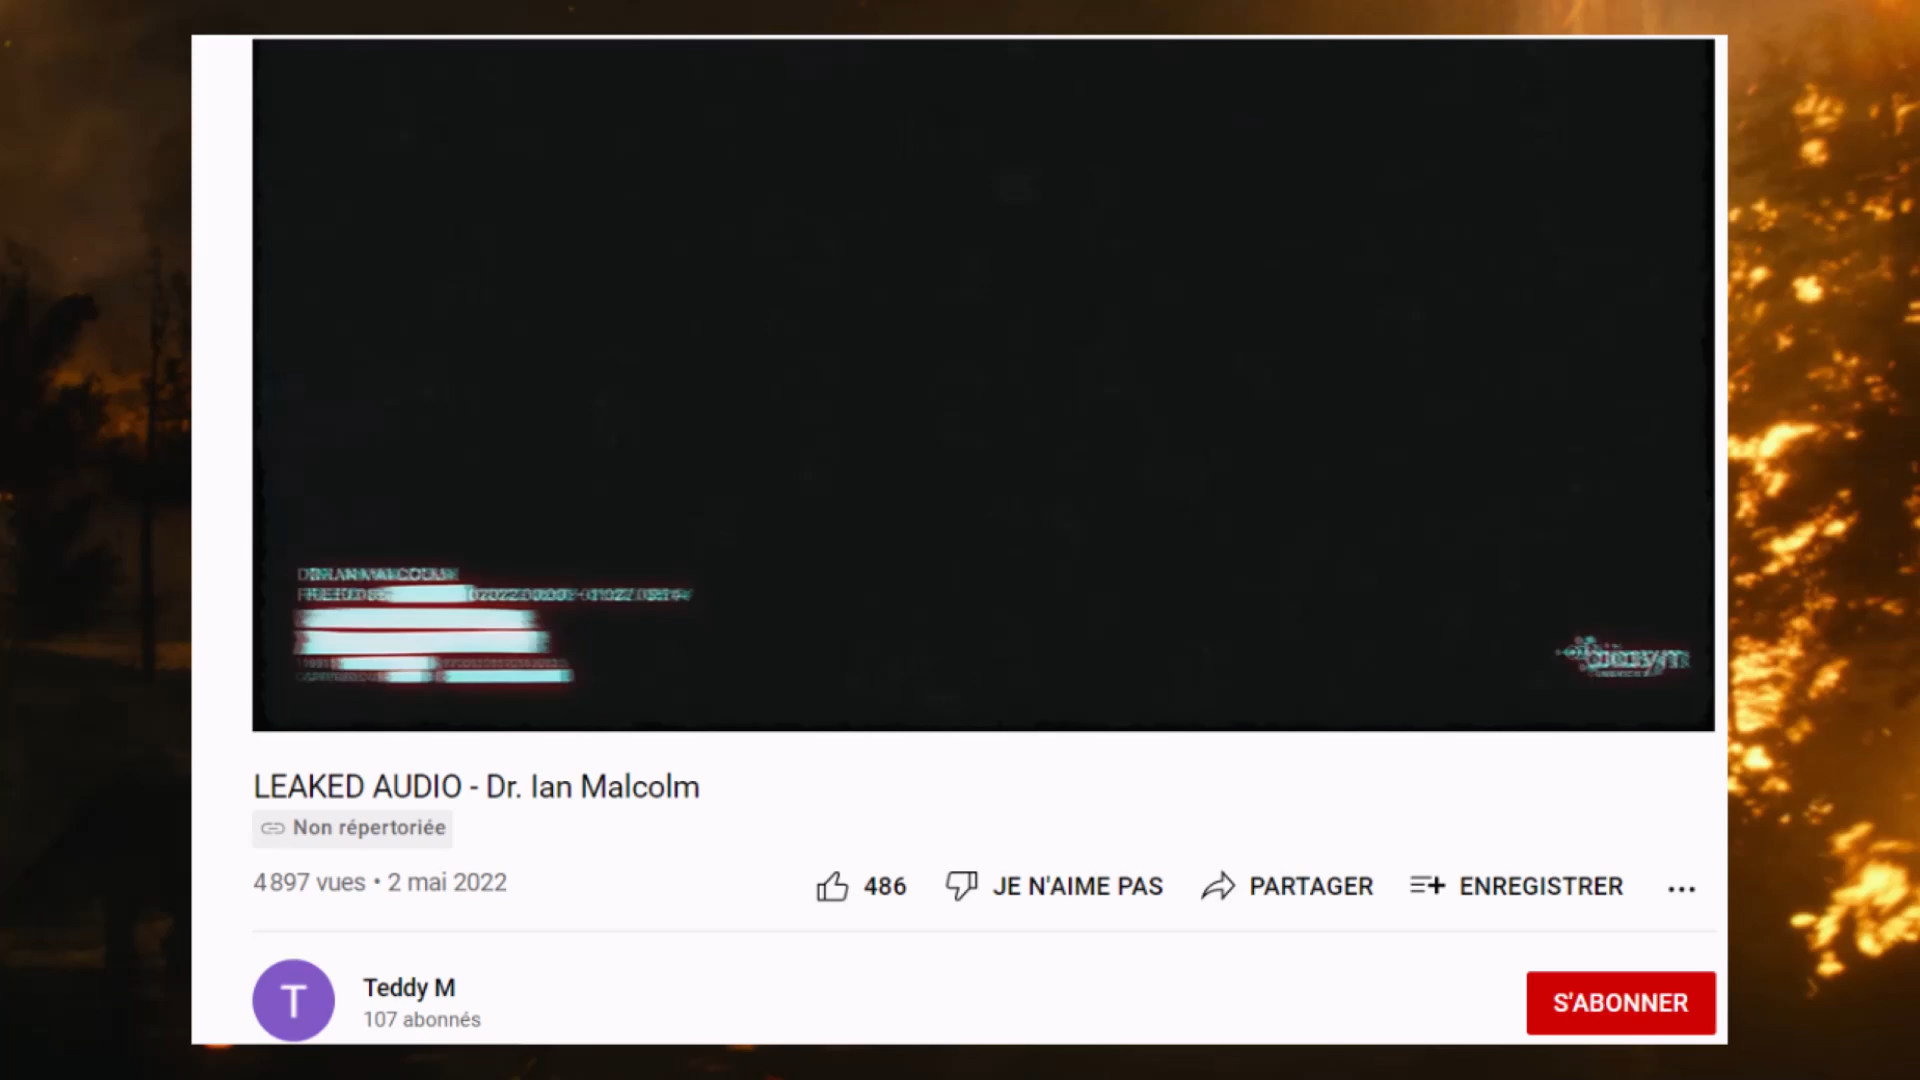 LEAKED AUDIO - Dr. Ian Malcolm
Non répertoriée
4 897 vues • 2 mai 2022
486
JE N'AIME PAS
PARTAGER
ENREGISTRER
T
Teddy M
107 abonnés
S'ABONNER